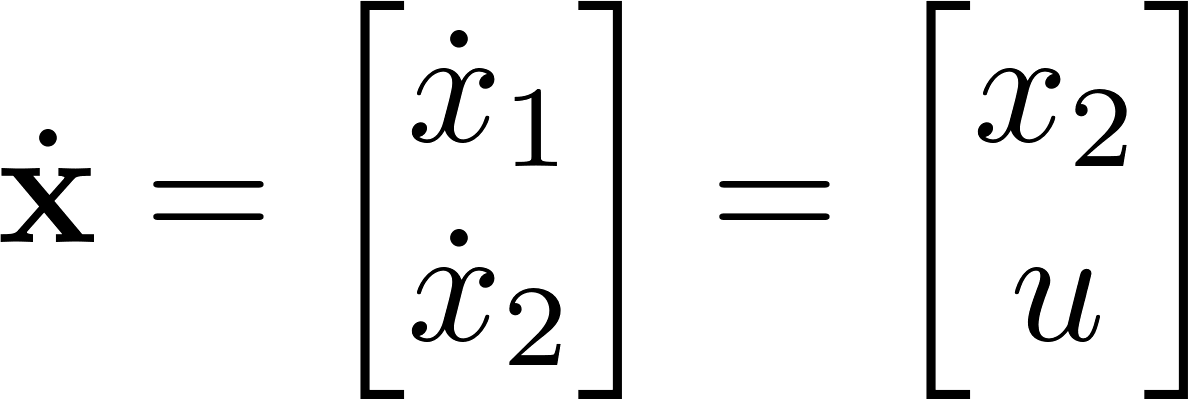 ẋ = [ẋ₁ ẋ₂] = [x₂ u]